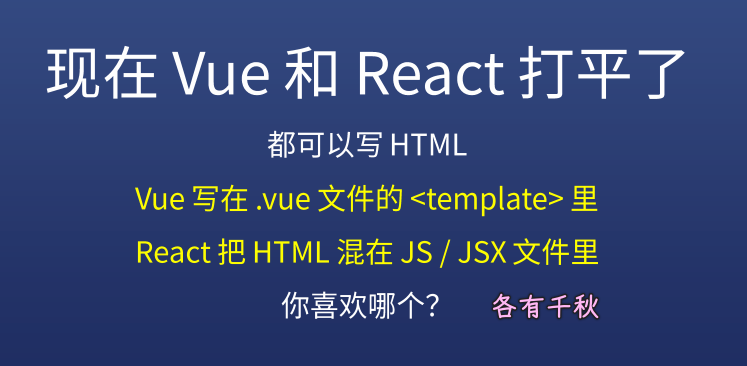 现在 Vue 和 React 打平了
都可以写 HTML
Vue 写在 .vue 文件的 <template> 里
React 把 HTML 混在 JS / JSX 文件里
你喜欢哪个？ 各有千秋